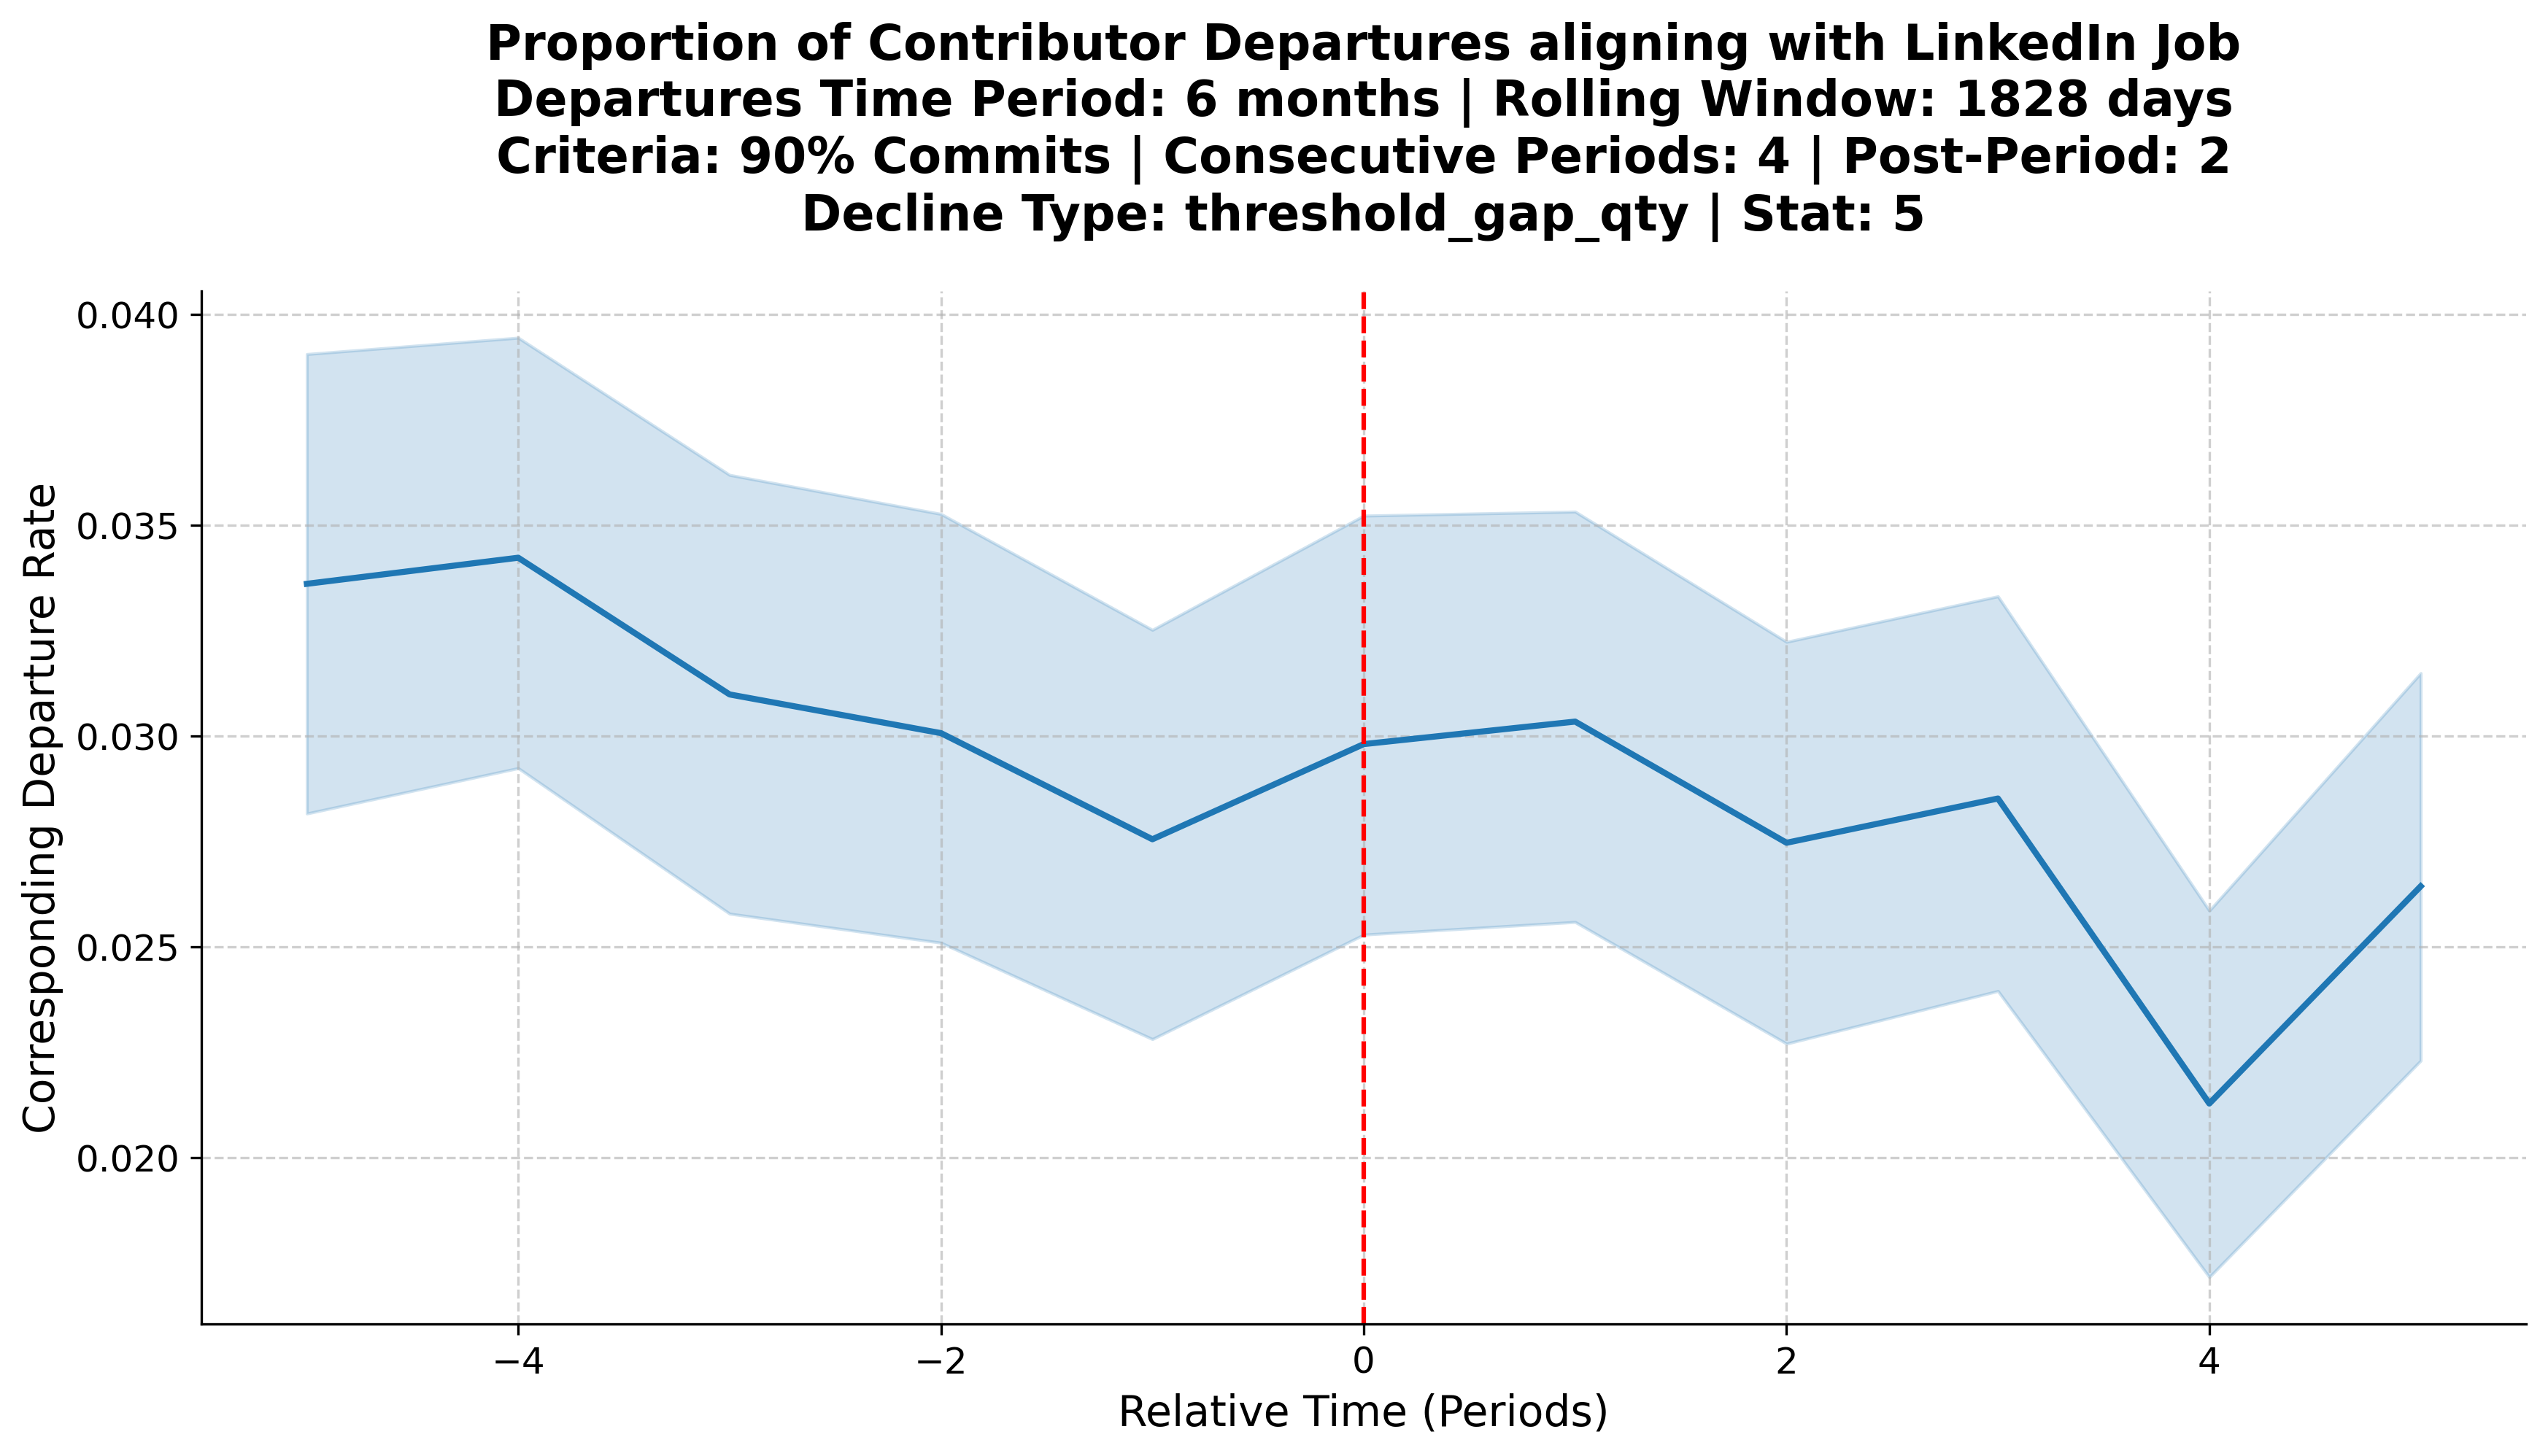 Proportion of Contributor Departures aligning with LinkedIn Job
Departures Time Period: 6 months | Rolling Window: 1828 days
Criteria: 90% Commits | Consecutive Periods: 4 | Post-Period: 2
Decline Type: threshold_gap_qty | Stat: 5
Corresponding Departure Rate
0.040
0.035
0.030
0.025
0.020
−4
−2
0
2
4
Relative Time (Periods)